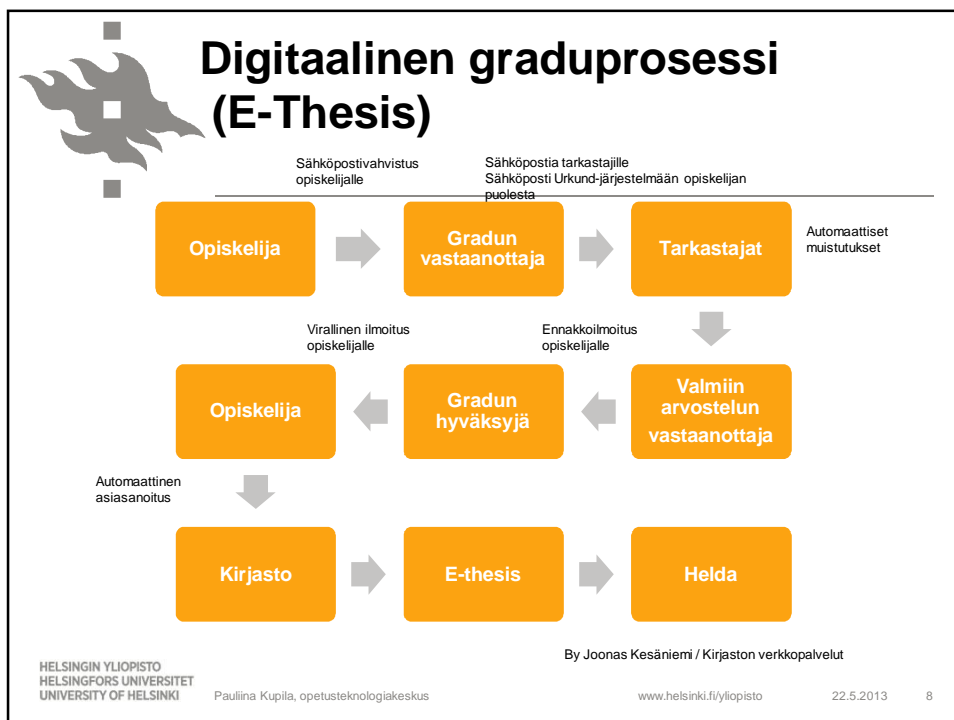 Digitaalinen graduprosessi
(E-Thesis)
Sähköpostivahvistus
opiskelijalle
Sähköpostia tarkastajille
Sähköposti Urkund-järjestelmään opiskelijan
puolesta
Opiskelija
Gradun
vastaanottaja
Tarkastajat
Automaattiset
muistutukset
Virallinen ilmoitus
opiskelijalle
Ennakkoilmoitus
opiskelijalle
Opiskelija
Gradun
hyväksyjä
Valmiin
arvostelun
vastaanottaja
Automaattinen
asiasanoitus
Kirjasto
E-thesis
Helda
By Joonas Kesäniemi / Kirjaston verkkopalvelut
HELSINGIN YLIOPISTO
HELSINGFORS UNIVERSITET
UNIVERSITY OF HELSINKI
Pauliina Kupila, opetusteknologiakeskus
www.helsinki.fi/yliopisto
22.5.2013
8